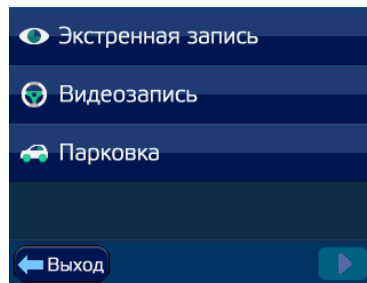 Экстренная запись
Видеозапись
Парковка
Выход